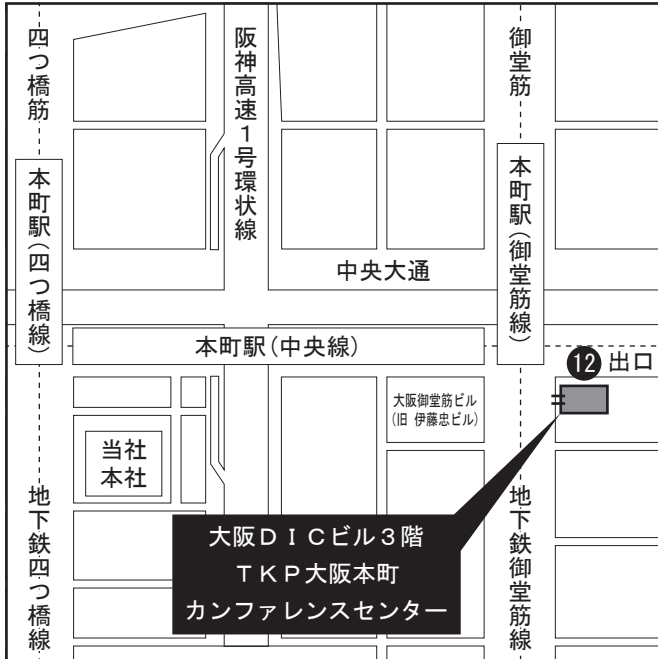 四つ橋筋
阪神高速１号環状線
御堂筋
本町駅（四つ橋線）
本町駅（御堂筋線）
中央大通
本町駅（中央線）
12 出口
大阪御堂筋ビル
（旧 伊藤忠ビル）
当社
本社
地下鉄四つ橋線
地下鉄御堂筋線
大阪ＤＩＣビル３階
ＴＫＰ大阪本町
カンファレンスセンター